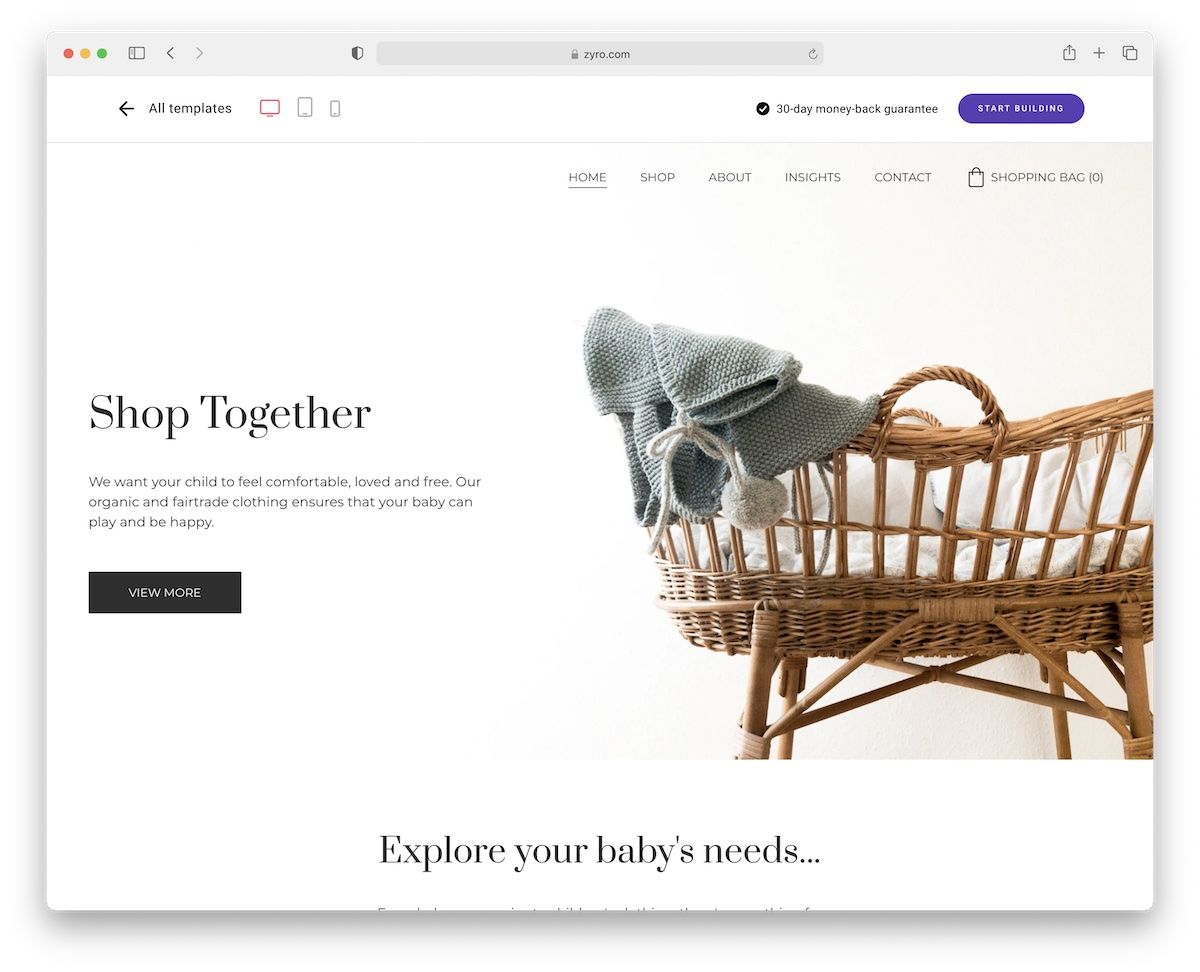 zyro.com
All templates
30-day money-back guarantee
START BUILDING
HOME SHOP ABOUT INSIGHTS CONTACT SHOPPING BAG (0)
Shop Together
We want your child to feel comfortable, loved and free. Our
organic and fairtrade clothing ensures that your baby can
play and be happy.
VIEW MORE
Explore your baby's needs...